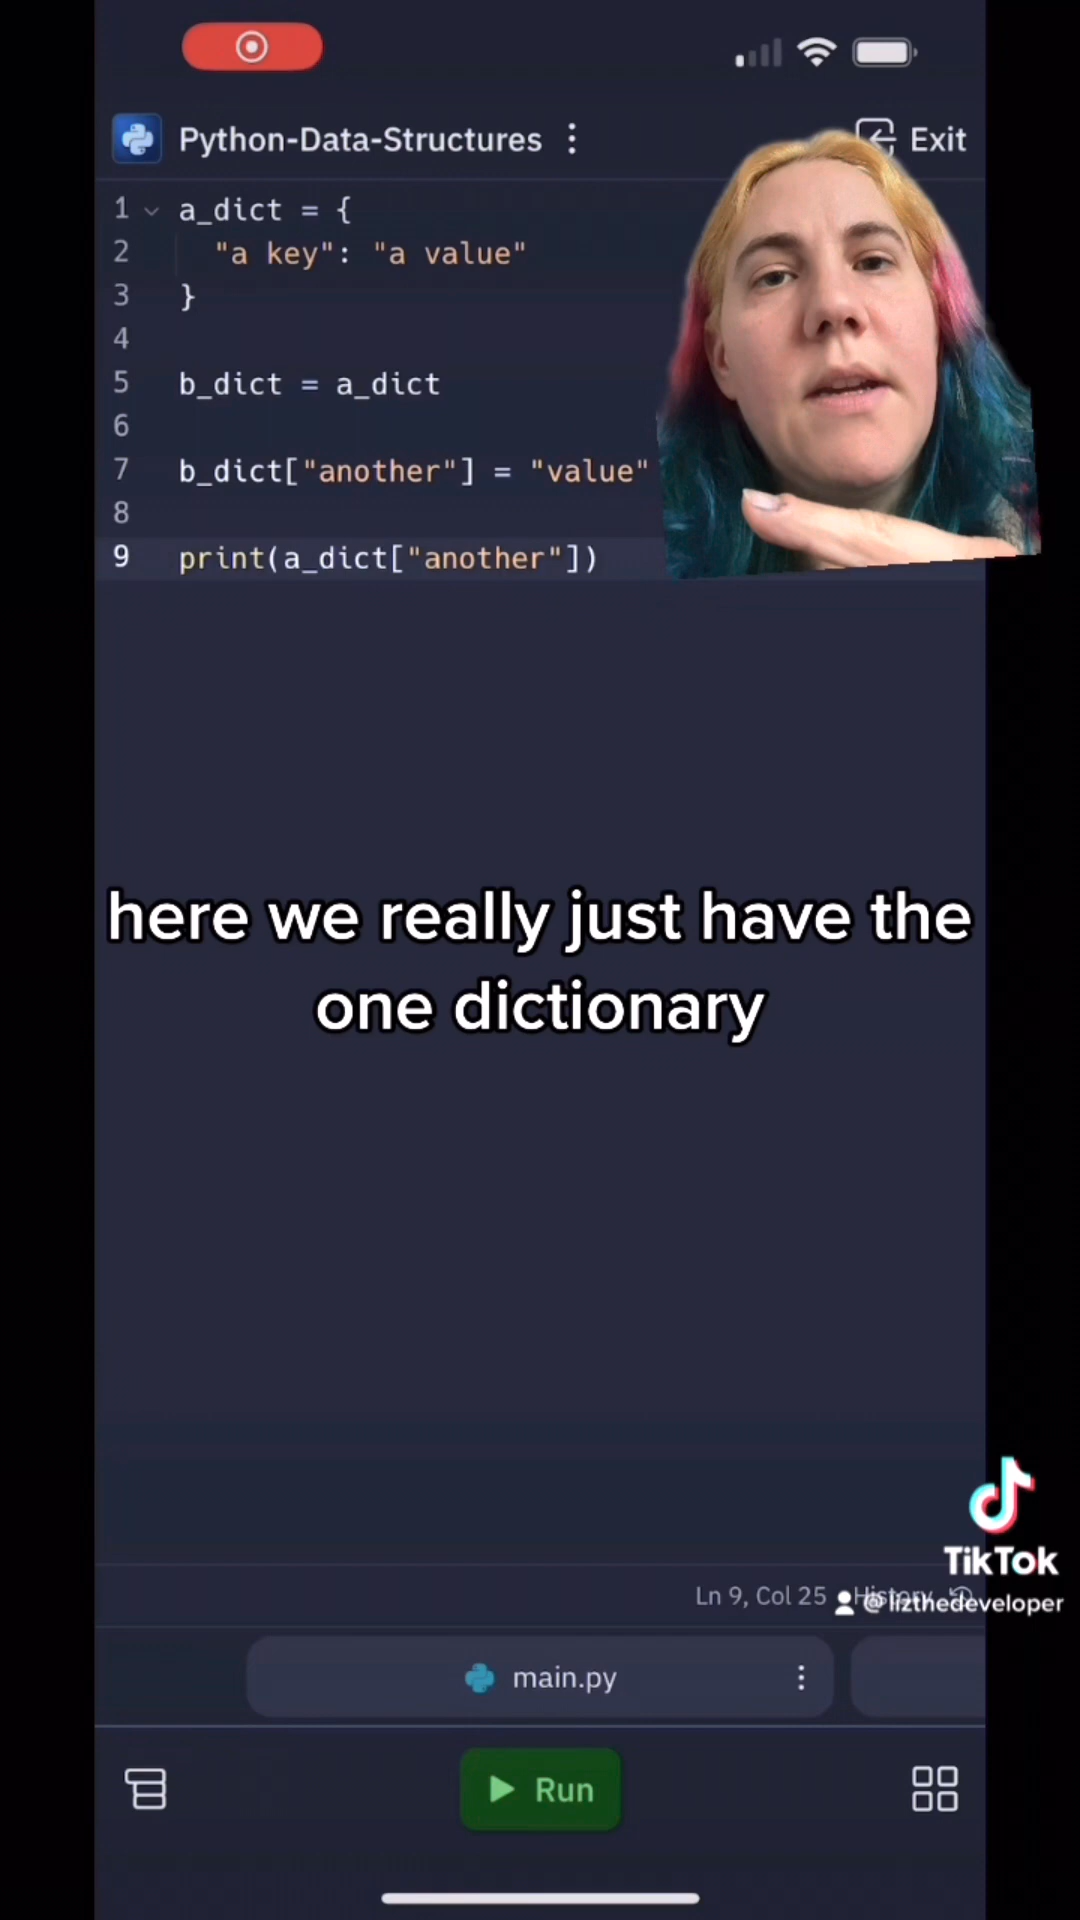 Python-Data-Structures
Exit
1 a_dict = {
2 "a key": "a value"
3 }
4
5 b_dict = a_dict
6
7 b_dict["another"] = "value"
8
9 print(a_dict["another"])
here we really just have the
one dictionary
TikTok
Ln 9, Col 25 History
@lizthedeveloper
main.py
Run